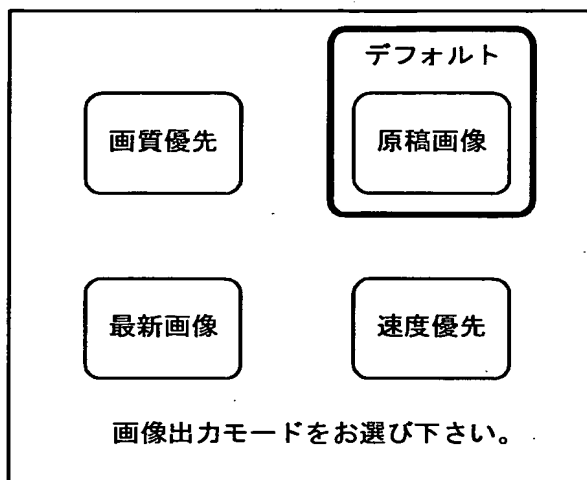 デフォルト
画質優先
原稿画像
最新画像
速度優先
画像出力モードをお選び下さい。